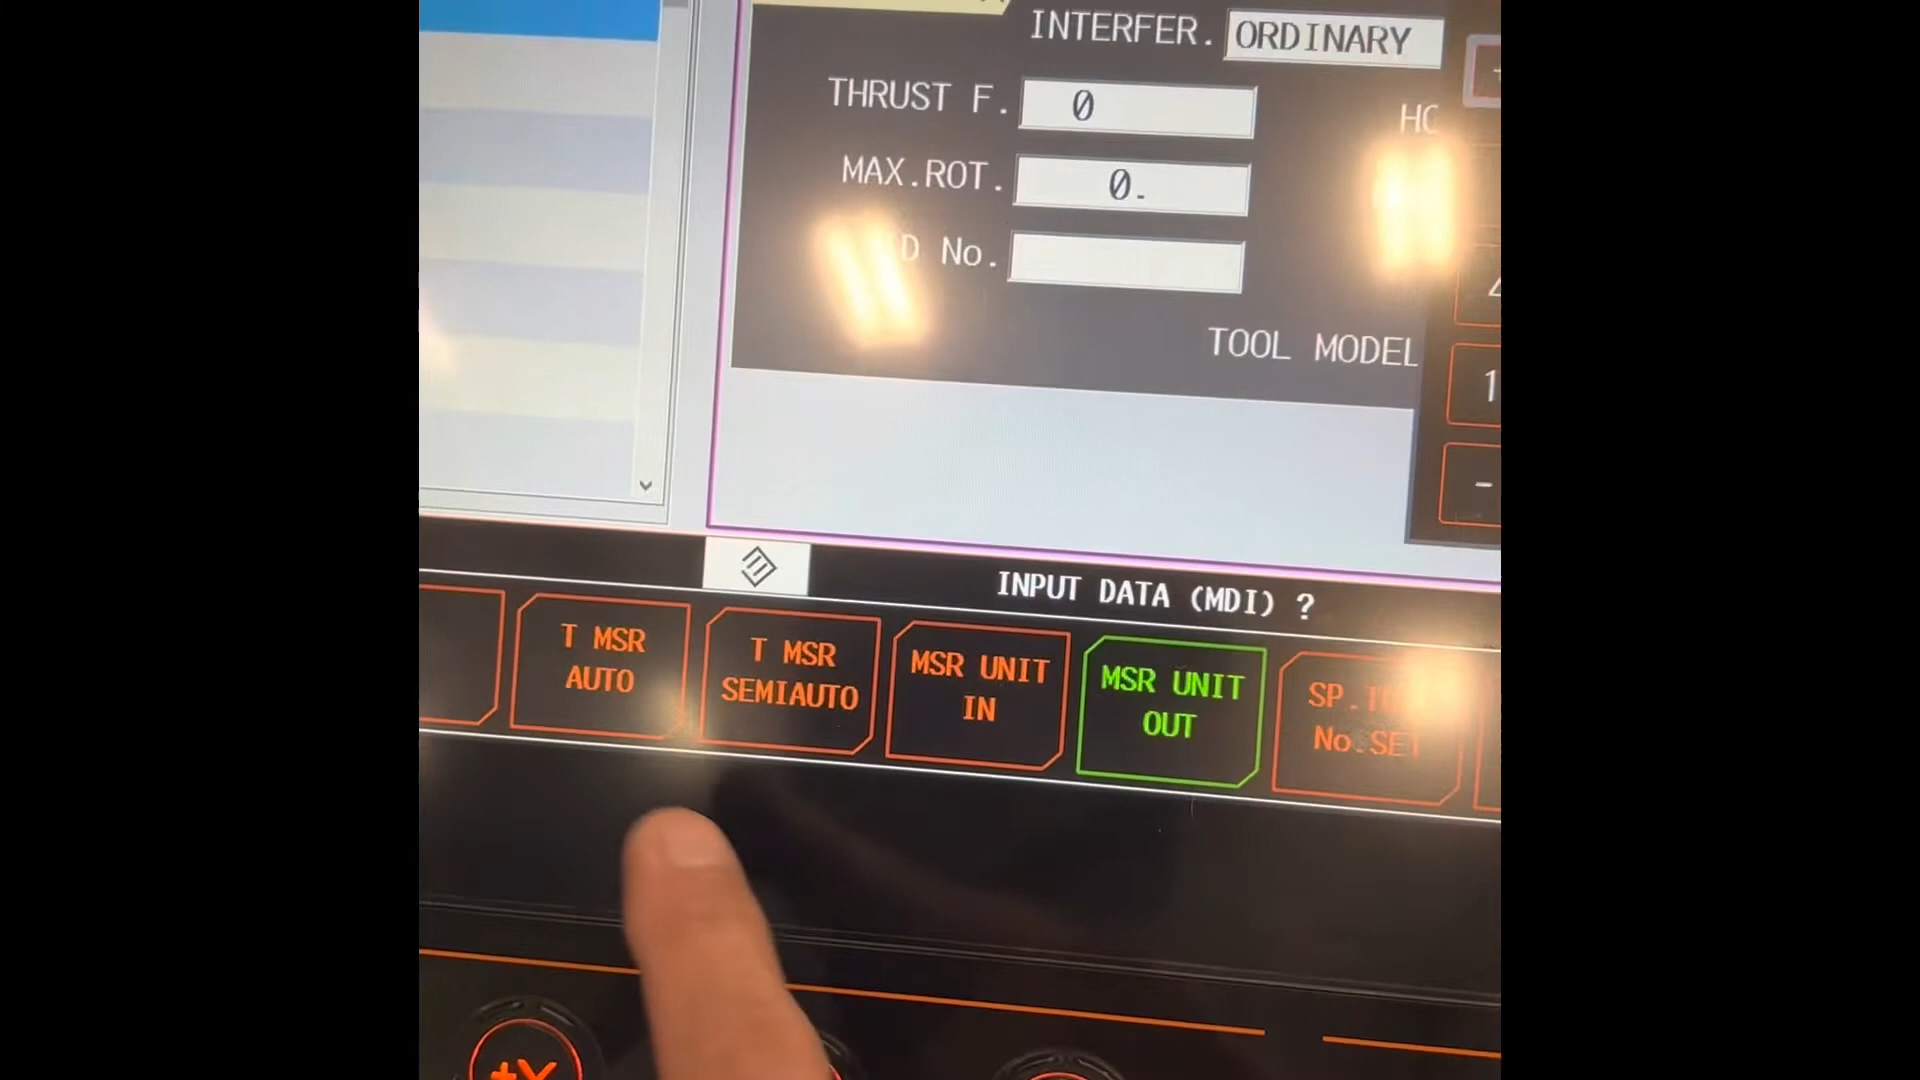 INTERFER. ORDINARY
THRUST F. 0
MAX.ROT. 0.
D No.
TOOL MODEL
1
-
INPUT DATA (MDI) ?
T MSR
AUTO
T MSR
SEMIAUTO
MSR UNIT
IN
MSR UNIT
OUT
No.SET